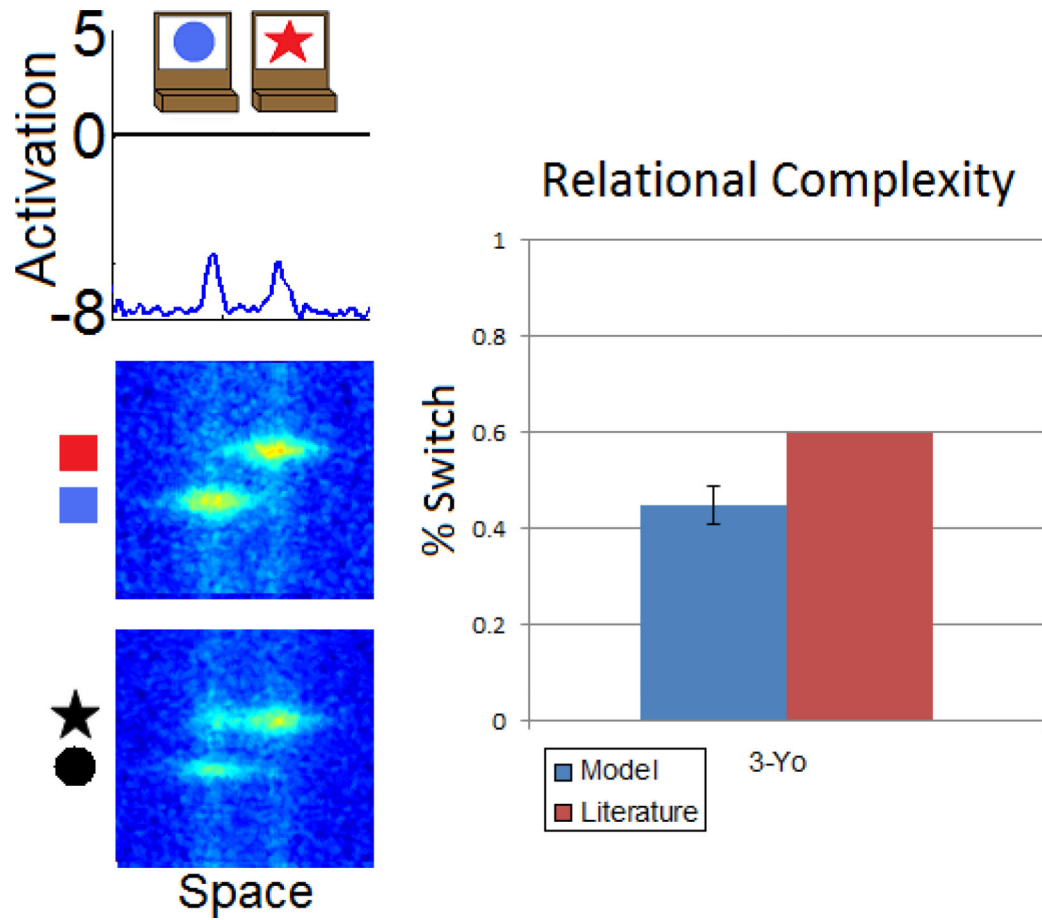 5
Activation
0
-8
Space
Relational Complexity
1
0.8
0.6
% Switch
0.4
0.2
0
3-Yo
Model
Literature